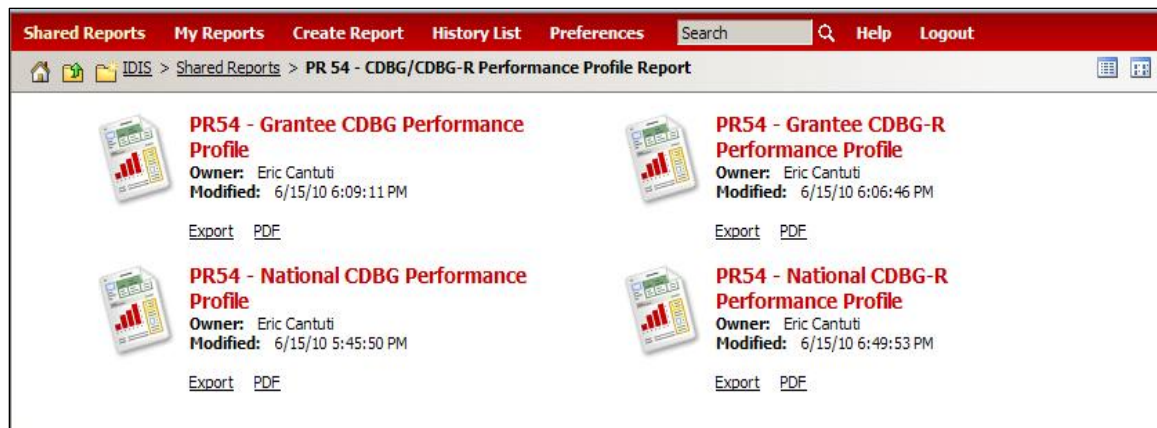 Shared Reports My Reports Create Report History List Preferences Search Help Logout
IDIS > Shared Reports > PR 54 - CDBG/CDBG-R Performance Profile Report
PR54 - Grantee CDBG Performance
Profile
Owner: Eric Cantuti
Modified: 6/15/10 6:09:11 PM
Export PDF
PR54 - Grantee CDBG-R
Performance Profile
Owner: Eric Cantuti
Modified: 6/15/10 6:06:46 PM
Export PDF
PR54 - National CDBG Performance
Profile
Owner: Eric Cantuti
Modified: 6/15/10 5:45:50 PM
Export PDF
PR54 - National CDBG-R
Performance Profile
Owner: Eric Cantuti
Modified: 6/15/10 6:49:53 PM
Export PDF